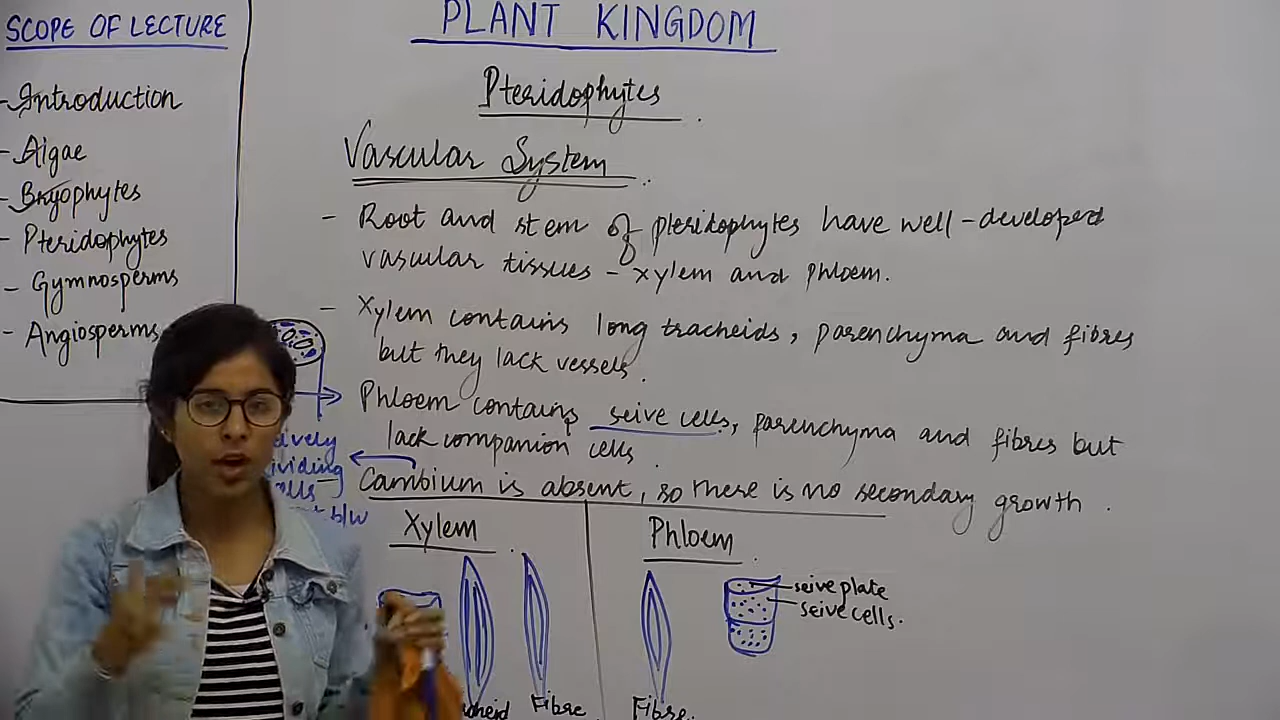 SCOPE OF LECTURE
- Introduction
- Algae
- Bryophytes
- Pteridophytes
- Gymnosperms
- Angiosperms
PLANT KINGDOM
Pteridophytes
Vascular System
- Root and stem of pteridophytes have well-developed
vascular tissues - xylem and phloem.
- Xylem contains long tracheids, parenchyma and fibres
but they lack vessels.
Phloem contains seive cells, parenchyma and fibres but
lack companion cells.
- Cambium is absent, so there is no secondary growth.
b/w
Xylem
Fibre
Phloem
seive plate
seive cells.
Fibre.